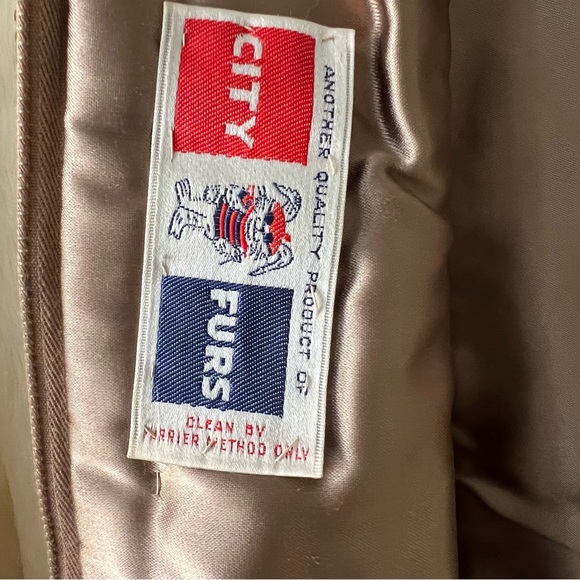 ANOTHER QUALITY PRODUCT OF
CITY
FURS
CLEAN BY
FURRIER METHOD ONLY